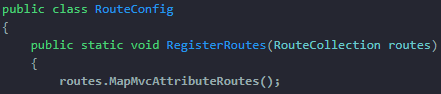 public class RouteConfig
{
    public static void RegisterRoutes(RouteCollection routes)
    {
        routes.MapMvcAttributeRoutes();